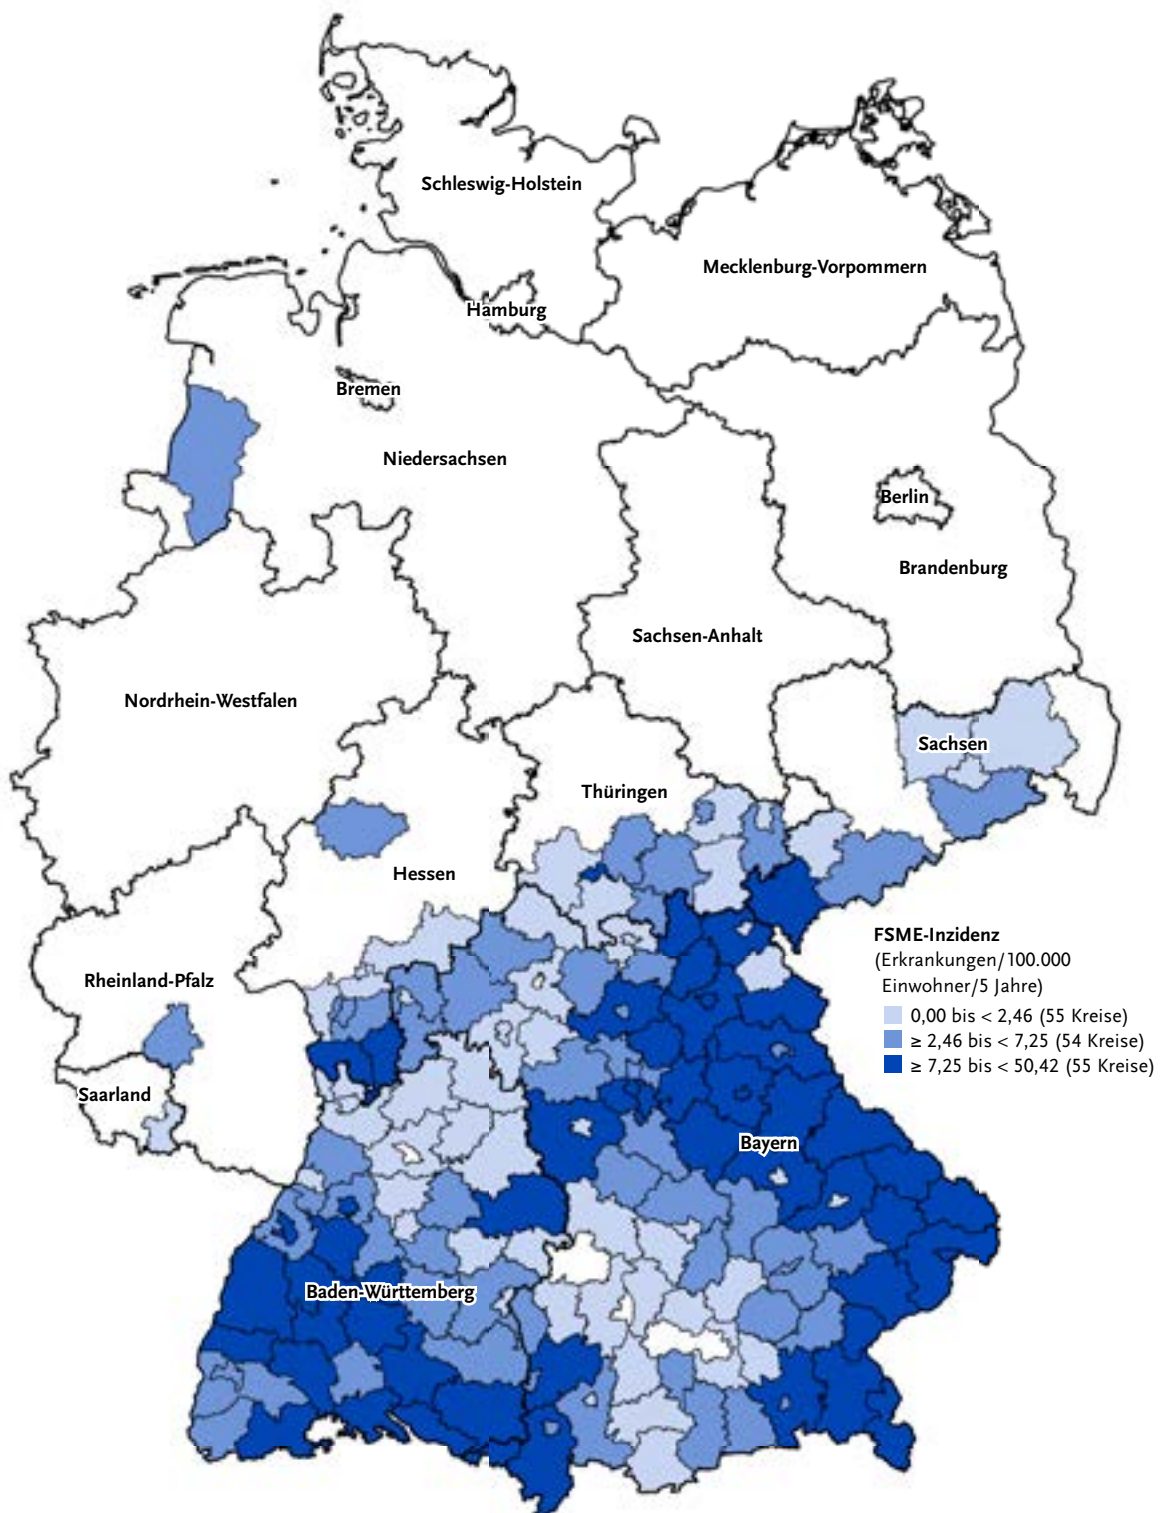 Schleswig-Holstein
Mecklenburg-Vorpommern
Hamburg
Bremen
Niedersachsen
Berlin
Brandenburg
Sachsen-Anhalt
Nordrhein-Westfalen
Sachsen
Thüringen
Hessen
FSME-Inzidenz
(Erkrankungen/100.000
Einwohner/5 Jahre)
0,00 bis < 2,46 (55 Kreise)
≥ 2,46 bis < 7,25 (54 Kreise)
≥ 7,25 bis < 50,42 (55 Kreise)
Rheinland-Pfalz
Saarland
Bayern
Baden-Württemberg